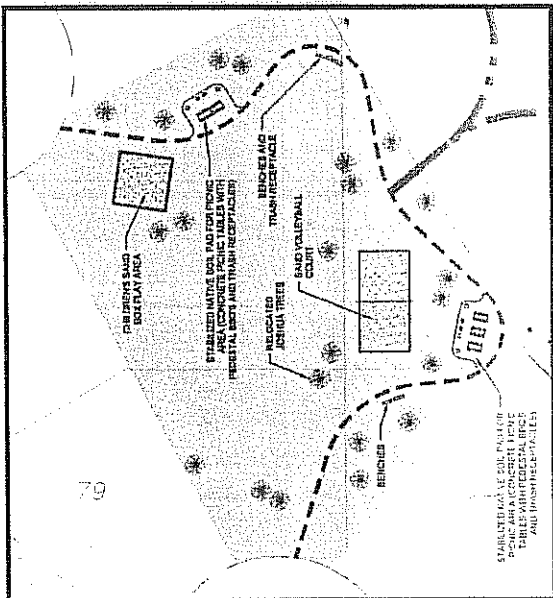 CHILDREN'S SAND
BOX PLAY AREA
STABILIZED NATIVE SOIL PAD FOR PICNIC
AREA (CONCRETE PICNIC TABLES WITH
PEDESTAL BBQ'S AND TRASH RECEPTACLES)
BENCHES AND
TRASH RECEPTACLE
RELOCATED
JOSHUA TREES
SAND VOLLEYBALL
COURT
BENCHES
STABILIZED NATIVE SOIL PAD FOR
PICNIC AREA (CONCRETE PICNIC
TABLES WITH PEDESTAL BBQ'S
AND TRASH RECEPTACLES)
79